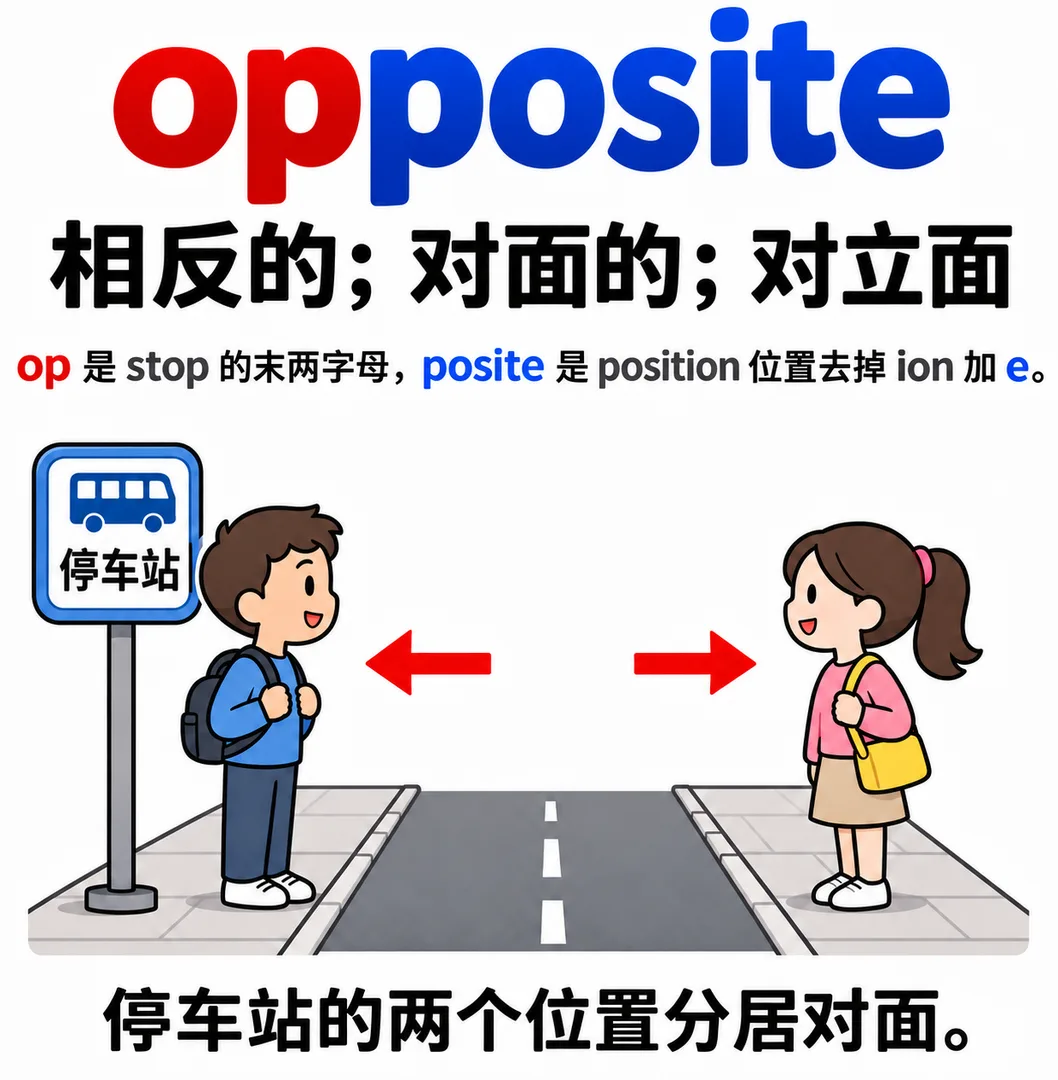 opposite
相反的；对面的；对立面
op 是 stop 的末两字母，posite 是 position 位置去掉 ion 加 e。
停车站
停车站的两个位置分居对面。